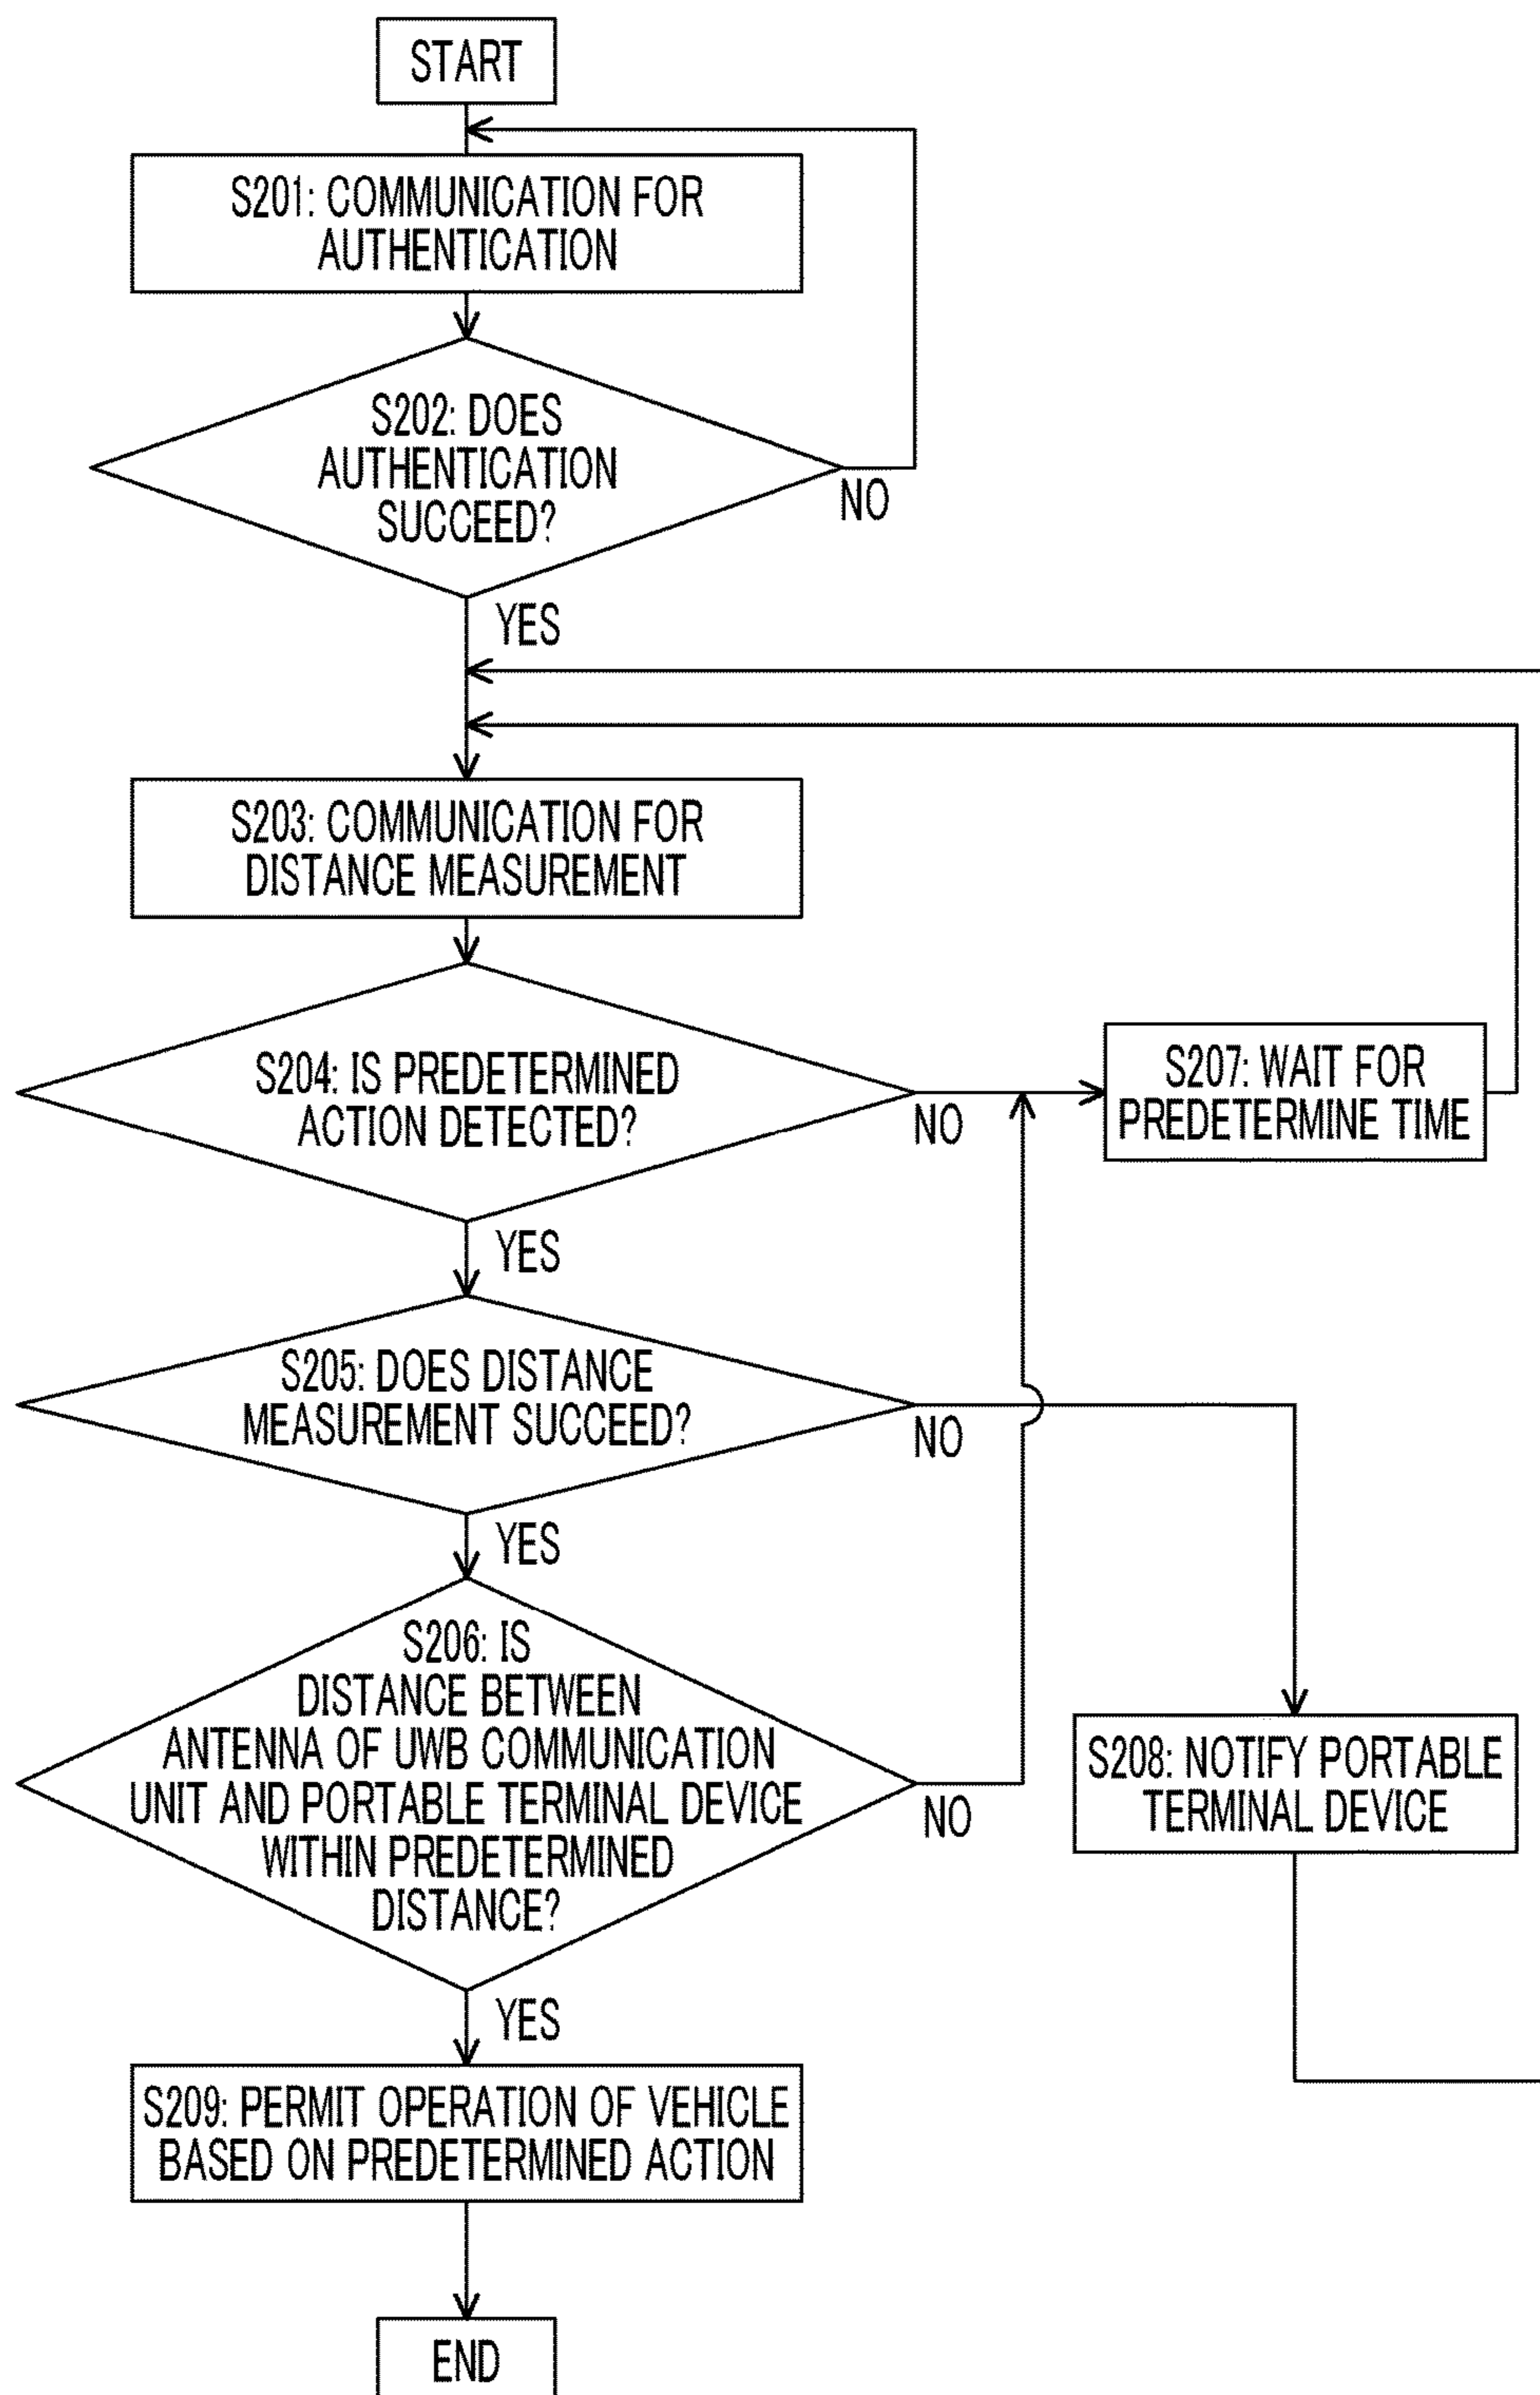 START
S201: COMMUNICATION FOR
AUTHENTICATION
S202: DOES
AUTHENTICATION
SUCCEED?
NO
YES
S203: COMMUNICATION FOR
DISTANCE MEASUREMENT
S204: IS PREDETERMINED
ACTION DETECTED?
NO
S207: WAIT FOR
PREDETERMINE TIME
YES
S205: DOES DISTANCE
MEASUREMENT SUCCEED?
NO
YES
S206: IS
DISTANCE BETWEEN
ANTENNA OF UWB COMMUNICATION
UNIT AND PORTABLE TERMINAL DEVICE
WITHIN PREDETERMINED
DISTANCE?
NO
S208: NOTIFY PORTABLE
TERMINAL DEVICE
YES
S209: PERMIT OPERATION OF VEHICLE
BASED ON PREDETERMINED ACTION
END